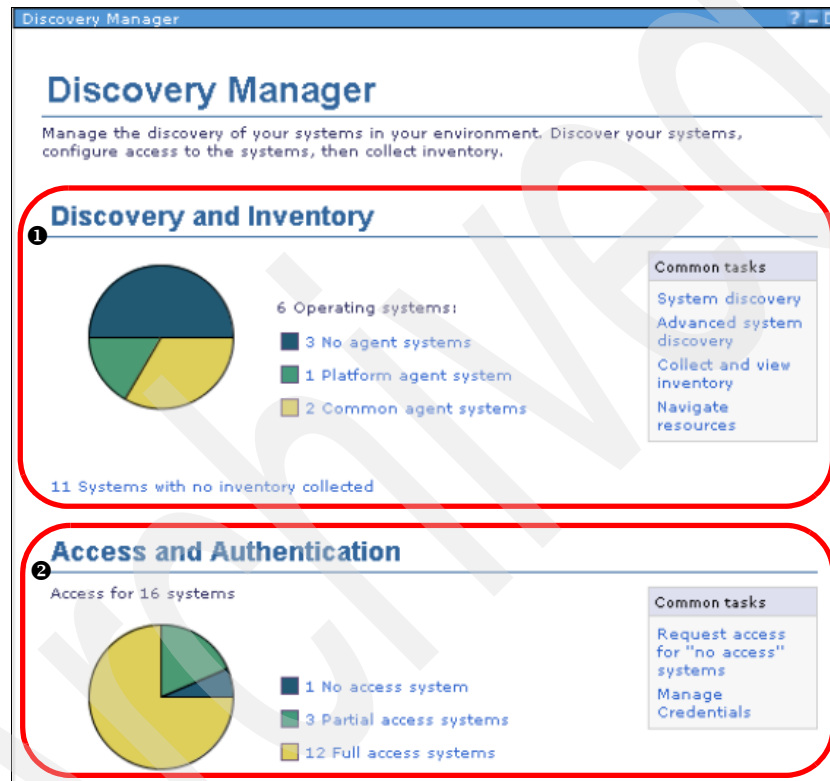 Discovery Manager
?
Discovery Manager
Manage the discovery of your systems in your environment. Discover your systems,
configure access to the systems, then collect inventory.
❶
Discovery and Inventory
6 Operating systems:
3 No agent systems
1 Platform agent system
2 Common agent systems
Common tasks
System discovery
Advanced system
discovery
Collect and view
inventory
Navigate
resources
11 Systems with no inventory collected
❷
Access and Authentication
Access for 16 systems
1 No access system
3 Partial access systems
12 Full access systems
Common tasks
Request access
for "no access"
systems
Manage
Credentials